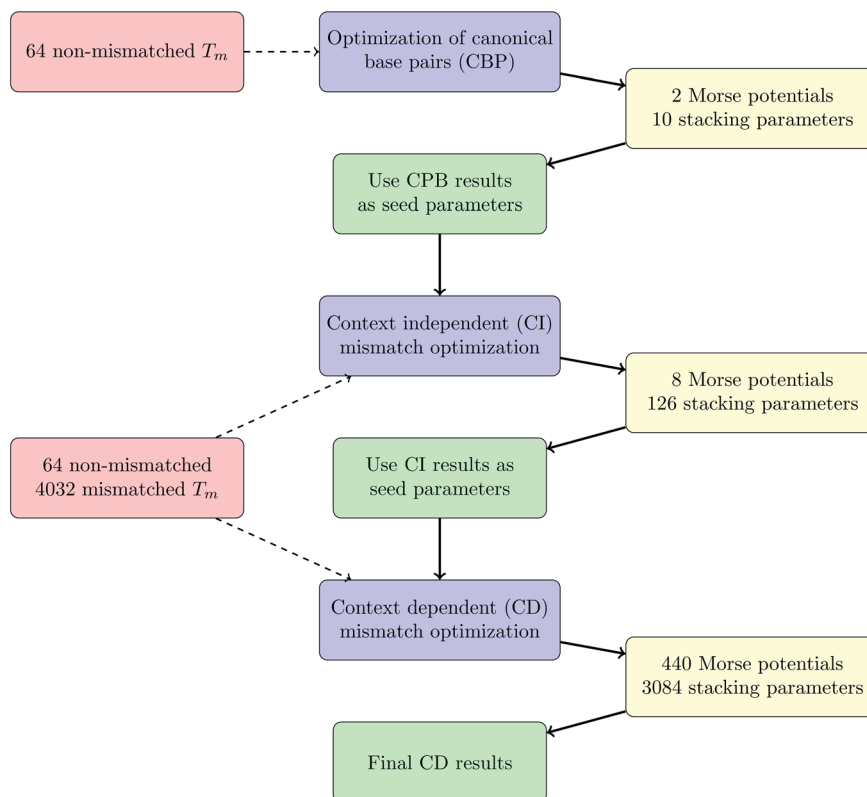 64 non-mismatched Tm
Optimization of canonical
base pairs (CBP)
2 Morse potentials
10 stacking parameters
Use CPB results
as seed parameters
Context independent (CI)
mismatch optimization
8 Morse potentials
126 stacking parameters
64 non-mismatched
4032 mismatched Tm
Use CI results as
seed parameters
Context dependent (CD)
mismatch optimization
440 Morse potentials
3084 stacking parameters
Final CD results